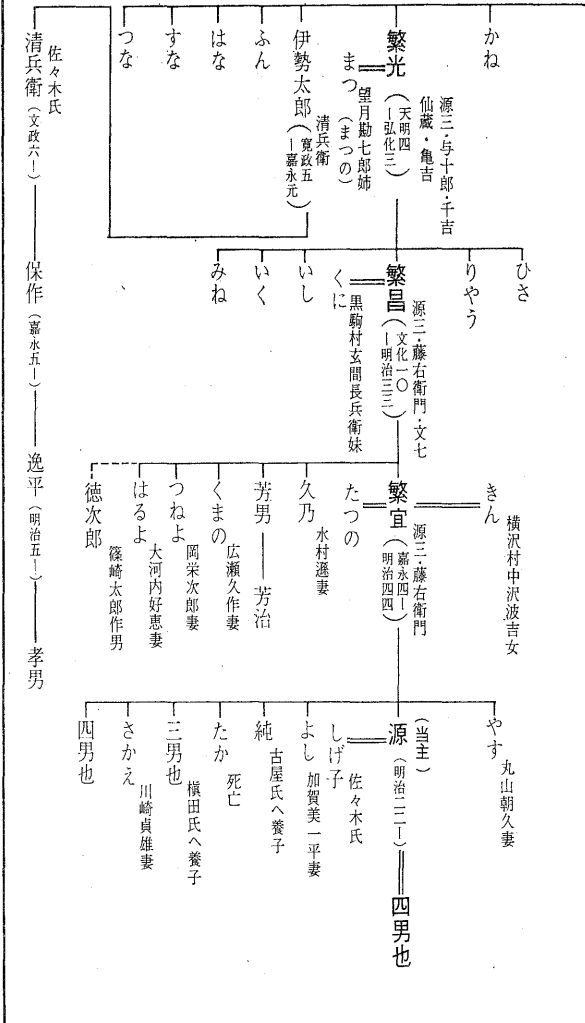 かね
繁光
源三・与十郎・千吉
仙蔵・亀吉
（天明四
ー弘化三）
まつ
望月勘七郎姉
（まつの）
伊勢太郎
清兵衛
（寛政五
ー嘉永元）
ふん
はな
すな
つな
清兵衛（文政六ー）
佐々木氏
保作（嘉永五ー）
逸平（明治五ー）
孝男
ひさ
りやう
繁昌
源三・藤右衛門・文七
（文化一〇
ー明治三三）
くに
黒駒村玄間長兵衛妹
いし
いく
みね
きん
横沢村中沢波吉女
繁宜
源三・藤右衛門
（嘉永四ー
明治四四）
たつの
久乃
水村遜妻
芳男
芳治
くまの
広瀬久作妻
つねよ
岡栄次郎妻
はるよ
大河内好恵妻
徳次郎
篠崎太郎作男
やす
丸山朝久妻
（当主）
源（明治二二ー）
四男也
しげ子
佐々木氏
よし
加賀美一平妻
純
古屋氏へ養子
たか
死亡
三男也
槇田氏へ養子
さかえ
川崎貞雄妻
四男也